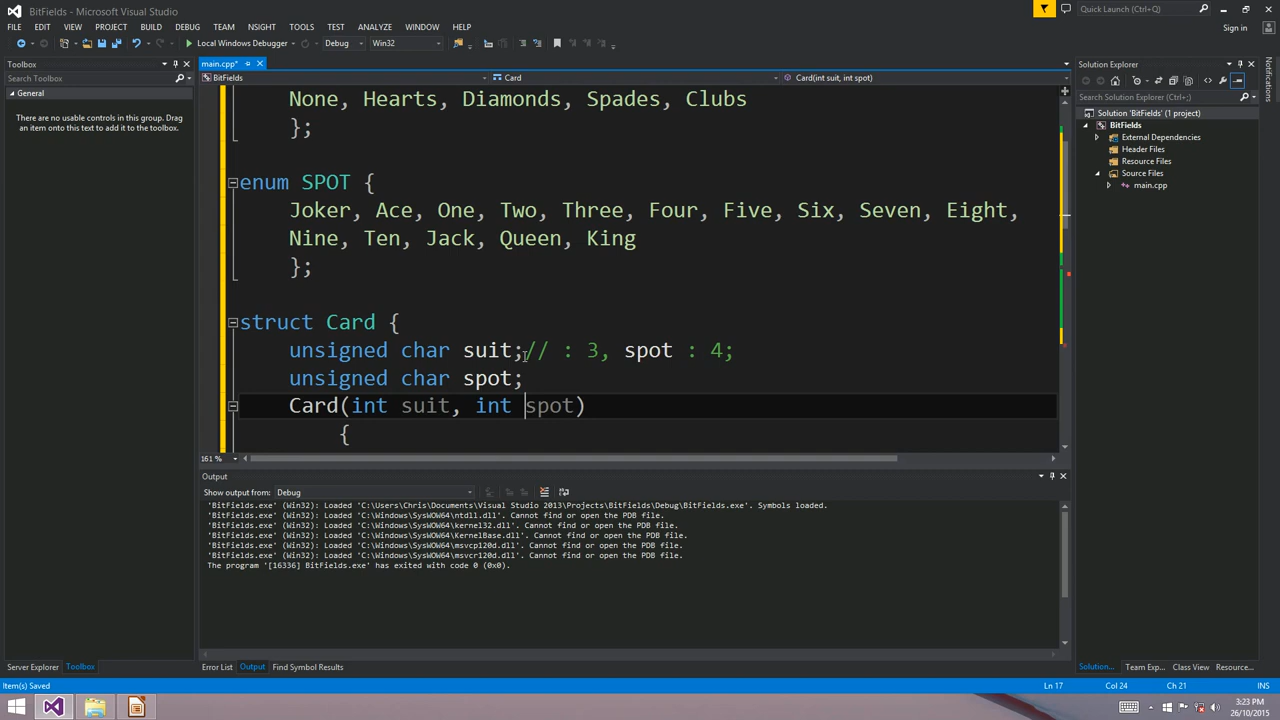 BitFields - Microsoft Visual Studio
Quick Launch (Ctrl+Q)
FILE EDIT VIEW PROJECT BUILD DEBUG TEAM NSIGHT TOOLS TEST ANALYZE WINDOW HELP
Sign in
Local Windows Debugger Debug Win32
Toolbox
main.cpp*
Solution Explorer
Search Toolbox
BitFields
Card
Card(int suit, int spot)
Search Solution Explorer (Ctrl+;)
General
There are no usable controls in this group. Drag
an item onto this text to add it to the toolbox.
None, Hearts, Diamonds, Spades, Clubs
};
enum SPOT {
Joker, Ace, One, Two, Three, Four, Five, Six, Seven, Eight,
Nine, Ten, Jack, Queen, King
};
struct Card {
unsigned char suit;// : 3, spot : 4;
unsigned char spot;
Card(int suit, int spot)
{
161 %
Solution 'BitFields' (1 project)
BitFields
External Dependencies
Header Files
Resource Files
Source Files
main.cpp
Notifications
Output
Show output from: Debug
'BitFields.exe' (Win32): Loaded 'C:\Users\Chris\Documents\Visual Studio 2013\Projects\BitFields\Debug\BitFields.exe'. Symbols loaded.
'BitFields.exe' (Win32): Loaded 'C:\Windows\SysWOW64\ntdll.dll'. Cannot find or open the PDB file.
'BitFields.exe' (Win32): Loaded 'C:\Windows\SysWOW64\kernel32.dll'. Cannot find or open the PDB file.
'BitFields.exe' (Win32): Loaded 'C:\Windows\SysWOW64\KernelBase.dll'. Cannot find or open the PDB file.
'BitFields.exe' (Win32): Loaded 'C:\Windows\SysWOW64\msvcp120d.dll'. Cannot find or open the PDB file.
'BitFields.exe' (Win32): Loaded 'C:\Windows\SysWOW64\msvcr120d.dll'. Cannot find or open the PDB file.
The program '[16336] BitFields.exe' has exited with code 0 (0x0).
Server Explorer Toolbox
Error List Output Find Symbol Results
Solution... Team Exp... Class View Resource...
Item(s) Saved
Ln 17 Col 24 Ch 21 INS
3:23 PM
26/10/2015